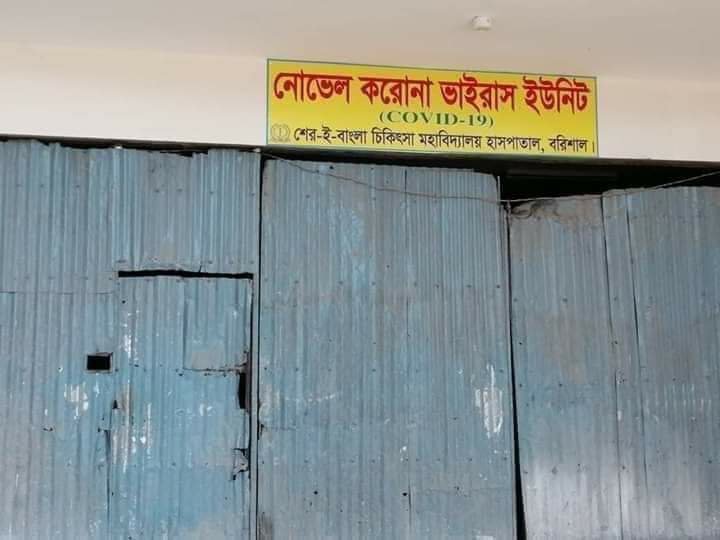 নোভেল করোনা ভাইরাস ইউনিট
(COVID-19)
শের-ই-বাংলা চিকিৎসা মহাবিদ্যালয় হাসপাতাল, বরিশাল।